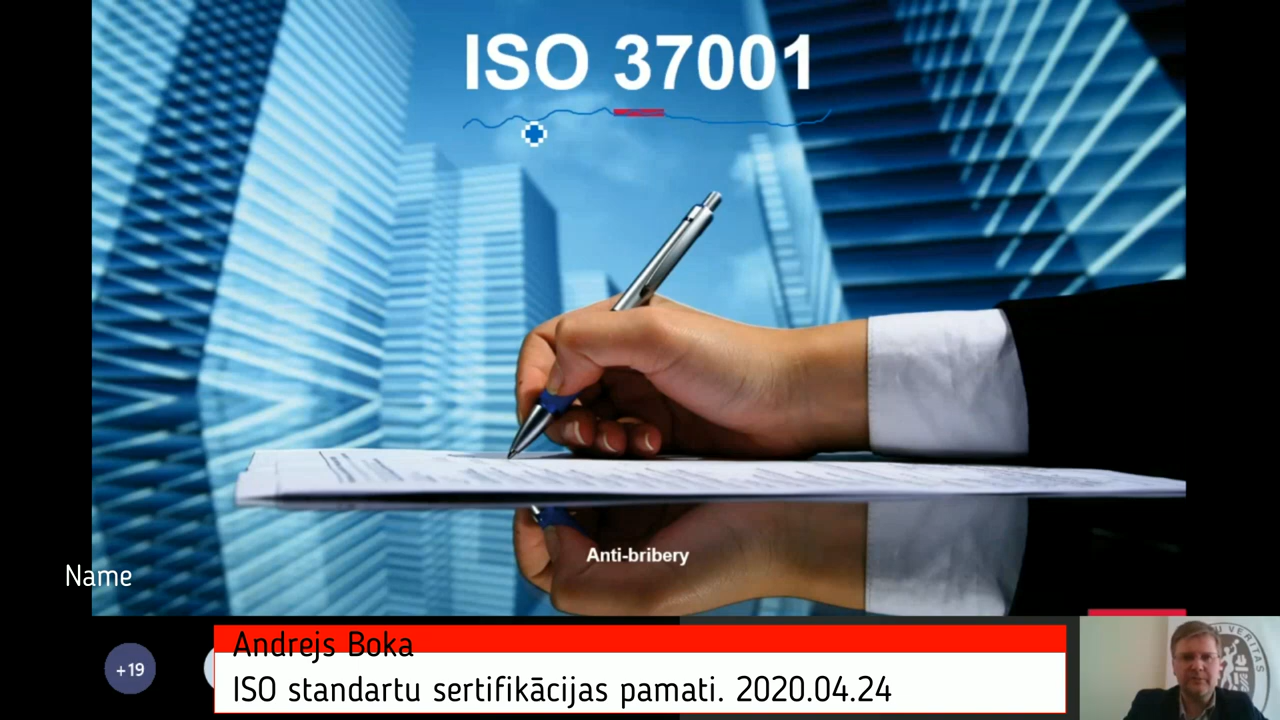 ISO 37001
Anti-bribery
Name
+19
Andrejs Boka
ISO standartu sertifikācijas pamati. 2020.04.24